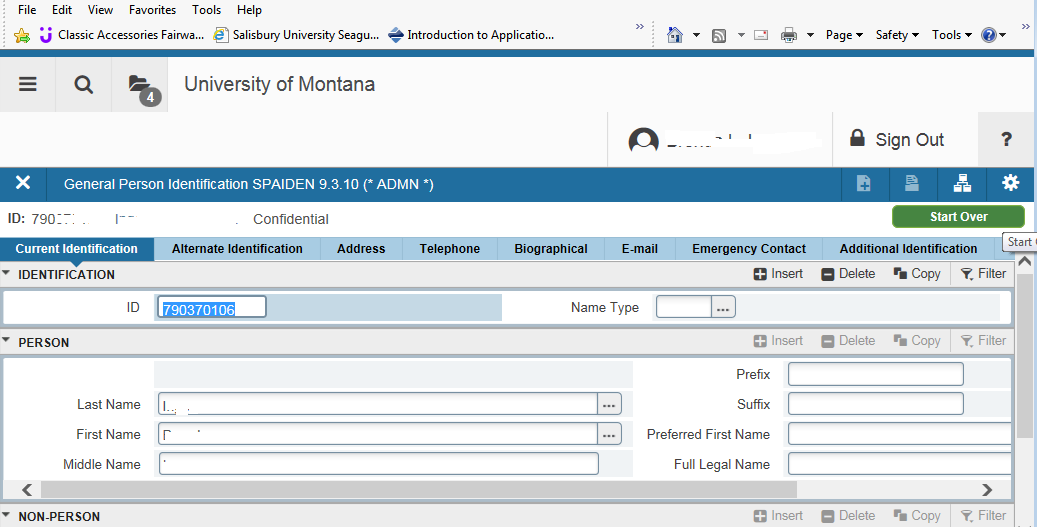 File Edit View Favorites Tools Help
Classic Accessories Fairwa... Salisbury University Seagu... Introduction to Applicatio... » Page Safety Tools »
4 University of Montana
Sign Out ?
General Person Identification SPAIDEN 9.3.10 (* ADMN *)
ID: Confidential Start Over
Start
Current Identification Alternate Identification Address Telephone Biographical E-mail Emergency Contact Additional Identification
IDENTIFICATION Insert Delete Copy Filter
ID 790370106 Name Type ...
PERSON Insert Delete Copy Filter
Prefix
Last Name ... Suffix
First Name ... Preferred First Name
Middle Name Full Legal Name
NON-PERSON Insert Delete Copy Filter